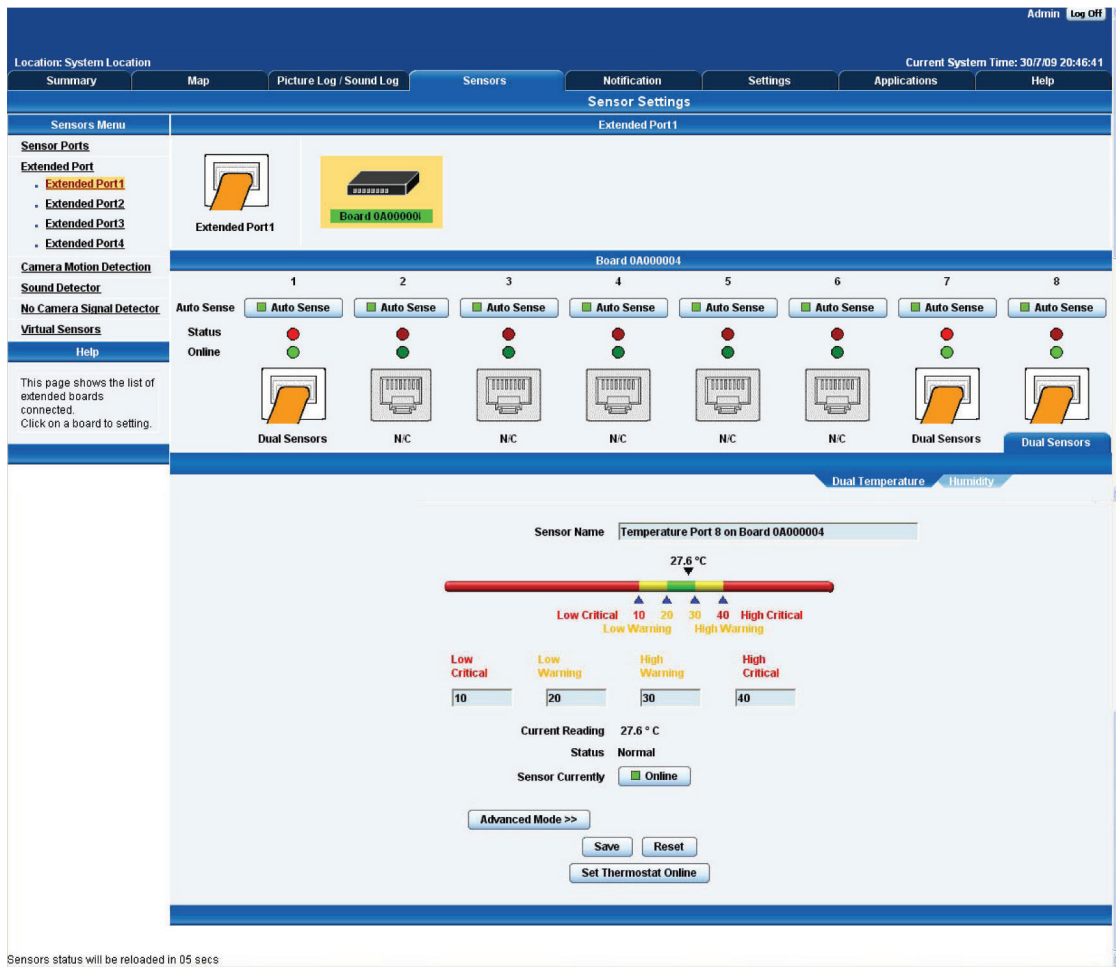 Admin Log Off
Location: System Location Current System Time: 30/7/09 20:46:41
Summary Map Picture Log / Sound Log Sensors Notification Settings Applications Help
Sensor Settings
Sensors Menu
Sensor Ports
Extended Port
Extended Port1
Extended Port2
Extended Port3
Extended Port4
Camera Motion Detection
Sound Detector
No Camera Signal Detector
Virtual Sensors
Help
This page shows the list of
extended boards
connected.
Click on a board to setting.
Extended Port1
Extended Port1
Board 0A00000
Board 0A000004
1 2 3 4 5 6 7 8
Auto Sense Auto Sense Auto Sense Auto Sense Auto Sense Auto Sense Auto Sense Auto Sense Auto Sense
Status
Online
Dual Sensors N/C N/C N/C N/C N/C Dual Sensors Dual Sensors
Dual Temperature Humidity
Sensor Name Temperature Port 8 on Board 0A000004
27.6 °C
Low Critical 10 20 30 40 High Critical
Low Warning High Warning
Low Critical
Low Warning
High Warning
High Critical
10 20 30 40
Current Reading 27.6 ° C
Status Normal
Sensor Currently Online
Advanced Mode >>
Save Reset
Set Thermostat Online
Sensors status will be reloaded in 05 secs